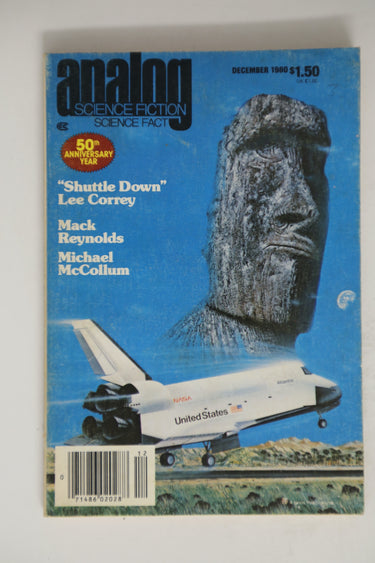 analog
SCIENCE FICTION
SCIENCE FACT
DECEMBER 1980 $1.50
50th
ANNIVERSARY
YEAR
"Shuttle Down"
Lee Correy
Mack
Reynolds
Michael
McCollum
Atlantis
NASA
United States
12
0
71486 02028